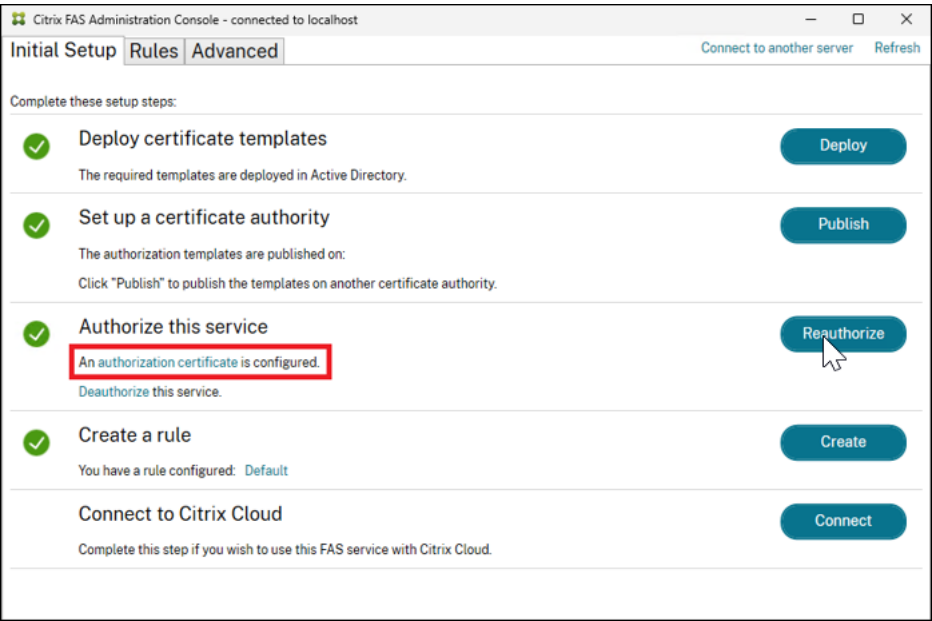 Citrix FAS Administration Console - connected to localhost
Initial Setup Rules Advanced Connect to another server Refresh
Complete these setup steps:
Deploy certificate templates
Deploy
The required templates are deployed in Active Directory.
Set up a certificate authority
Publish
The authorization templates are published on:
Click "Publish" to publish the templates on another certificate authority.
Authorize this service
Reauthorize
An authorization certificate is configured.
Deauthorize this service.
Create a rule
Create
You have a rule configured: Default
Connect to Citrix Cloud
Connect
Complete this step if you wish to use this FAS service with Citrix Cloud.